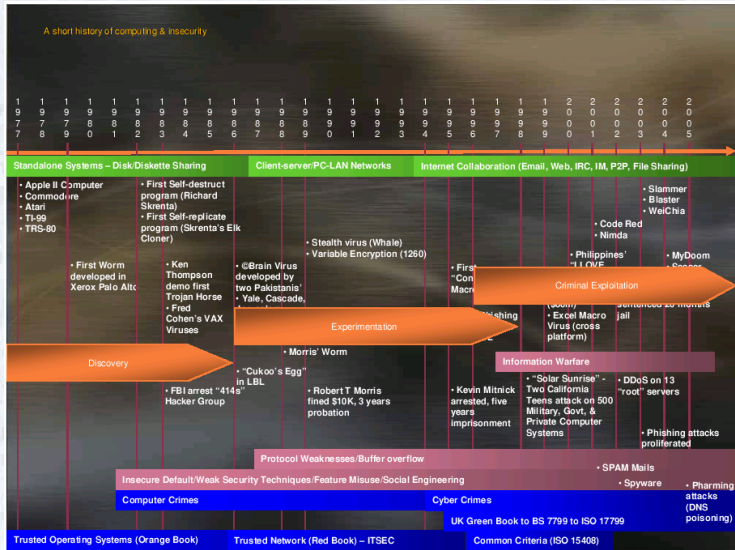 A short history of computing & insecurity
1977
1978
1979
1980
1981
1982
1983
1984
1985
1986
1987
1988
1989
1990
1991
1992
1993
1994
1995
1996
1997
1998
1999
2000
2001
2002
2003
2004
2005
Standalone Systems – Disk/Diskette Sharing
Client-server/PC-LAN Networks
Internet Collaboration (Email, Web, IRC, IM, P2P, File Sharing)
• Apple II Computer
• Commodore
• Atari
• TI-99
• TRS-80
• First Self-destruct
program (Richard
Skrenta)
• First Self-replicate
program (Skrenta's Elk
Cloner)
• Slammer
• Blaster
• WeiChia
• Code Red
• Nimda
• Stealth virus (Whale)
• Variable Encryption (1260)
• First Worm
developed in
Xerox Palo Alto
• Ken
Thompson
demo first
Trojan Horse
• Fred
Cohen's VAX
Viruses
• ©Brain Virus
developed by
two Pakistanis'
• Yale, Cascade,
• First
"Con
Macr
• Philippines'
"I LOVE
• MyDoom
Criminal Exploitation
jail
• Excel Macro
Virus (cross
platform)
Experimentation
Discovery
• Morris' Worm
Information Warfare
• "Cukoo's Egg"
in LBL
• FBI arrest "414s"
Hacker Group
• Robert T Morris
fined $10K, 3 years
probation
• Kevin Mitnick
arrested, five
years
imprisonment
• "Solar Sunrise" -
Two California
Teens attack on 500
Military, Govt, &
Private Computer
Systems
• DDoS on 13
"root" servers
• Phishing attacks
proliferated
Protocol Weaknesses/Buffer overflow
• SPAM Mails
Insecure Default/Weak Security Techniques/Feature Misuse/Social Engineering
• Spyware
• Pharming
attacks
(DNS
poisoning)
Computer Crimes
Cyber Crimes
UK Green Book to BS 7799 to ISO 17799
Trusted Operating Systems (Orange Book)
Trusted Network (Red Book) – ITSEC
Common Criteria (ISO 15408)